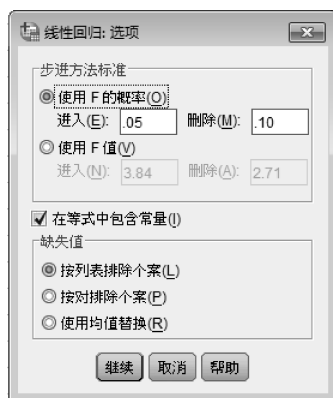 线性回归: 选项
步进方法标准
使用 F 的概率(O)
进入(E): .05 删除(M): .10
使用 F 值(V)
进入(N): 3.84 删除(A): 2.71
在等式中包含常量(I)
缺失值
按列表排除个案(L)
按对排除个案(P)
使用均值替换(R)
继续 取消 帮助